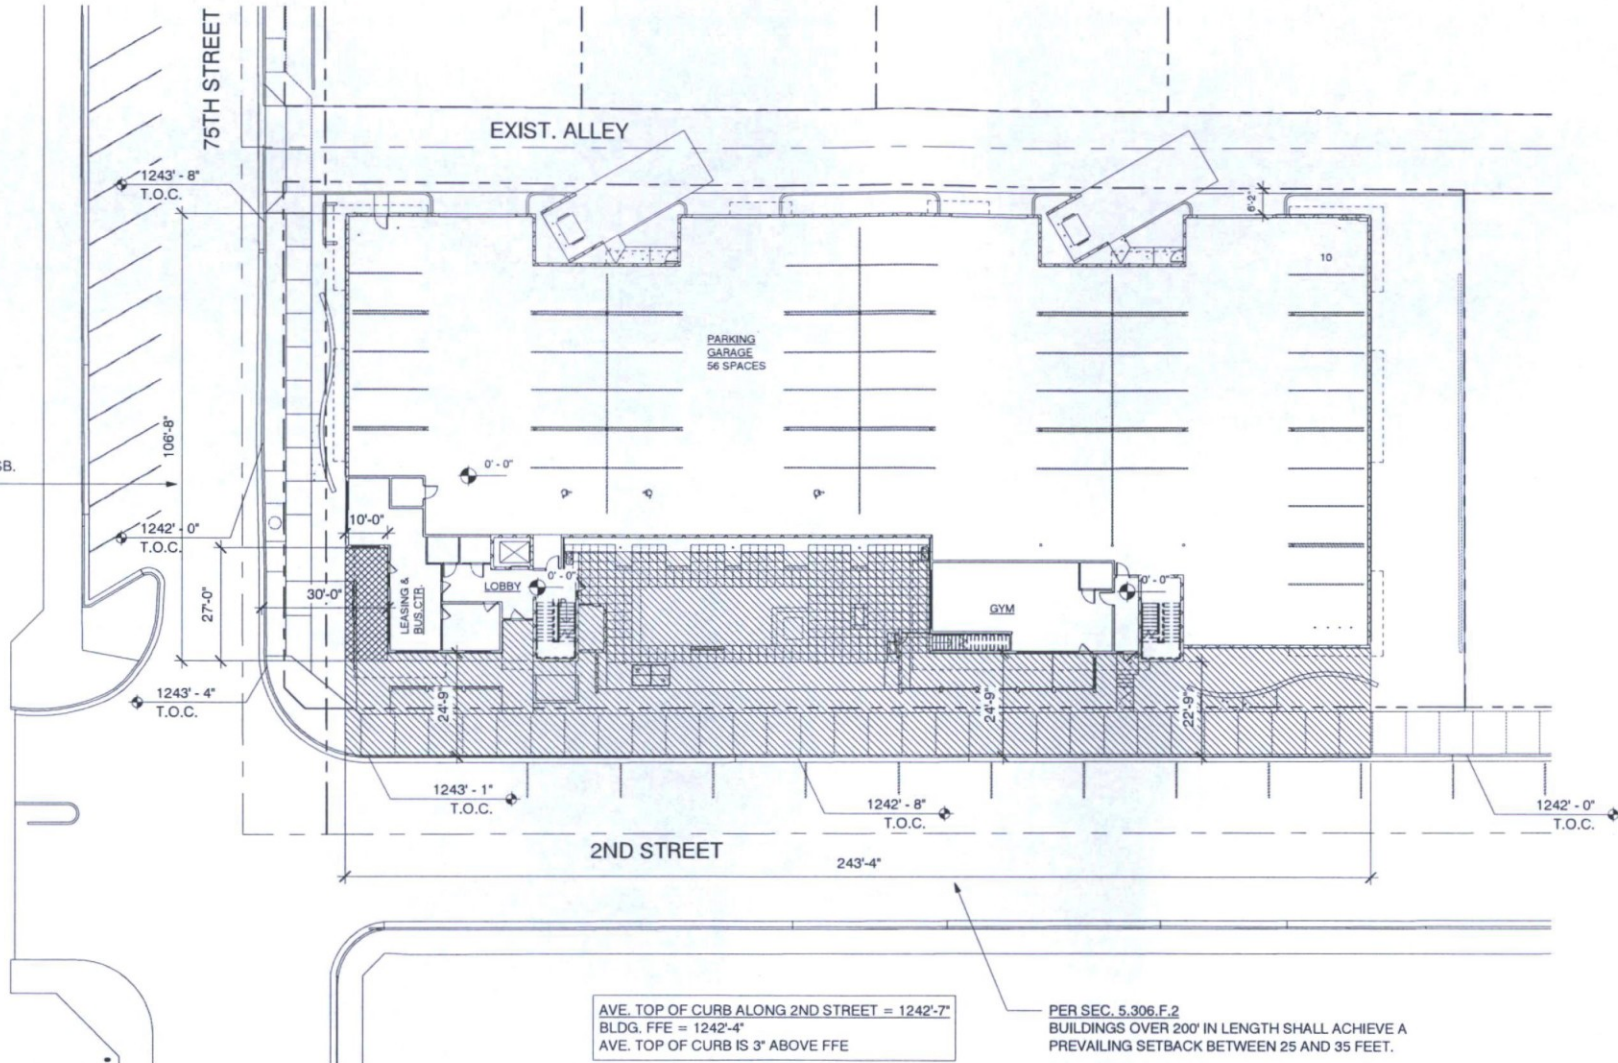 75TH STREET
EXIST. ALLEY
1243' - 8"
T.O.C.
6'-2"
10
PARKING
GARAGE
56 SPACES
106'-8"
SB.
0' - 0"
10'-0"
1242' - 0"
T.O.C.
27'-0"
30'-0"
LEASING &
BUS.CTR.
LOBBY
0' - 0"
GYM
0' - 0"
1243' - 4"
T.O.C.
24'-9"
24'-9"
22'-9"
1243' - 1"
T.O.C.
1242' - 8"
T.O.C.
1242' - 0"
T.O.C.
2ND STREET
243'-4"
AVE. TOP OF CURB ALONG 2ND STREET = 1242'-7"
BLDG. FFE = 1242'-4"
AVE. TOP OF CURB IS 3" ABOVE FFE
PER SEC. 5.306.F.2
BUILDINGS OVER 200' IN LENGTH SHALL ACHIEVE A
PREVAILING SETBACK BETWEEN 25 AND 35 FEET.